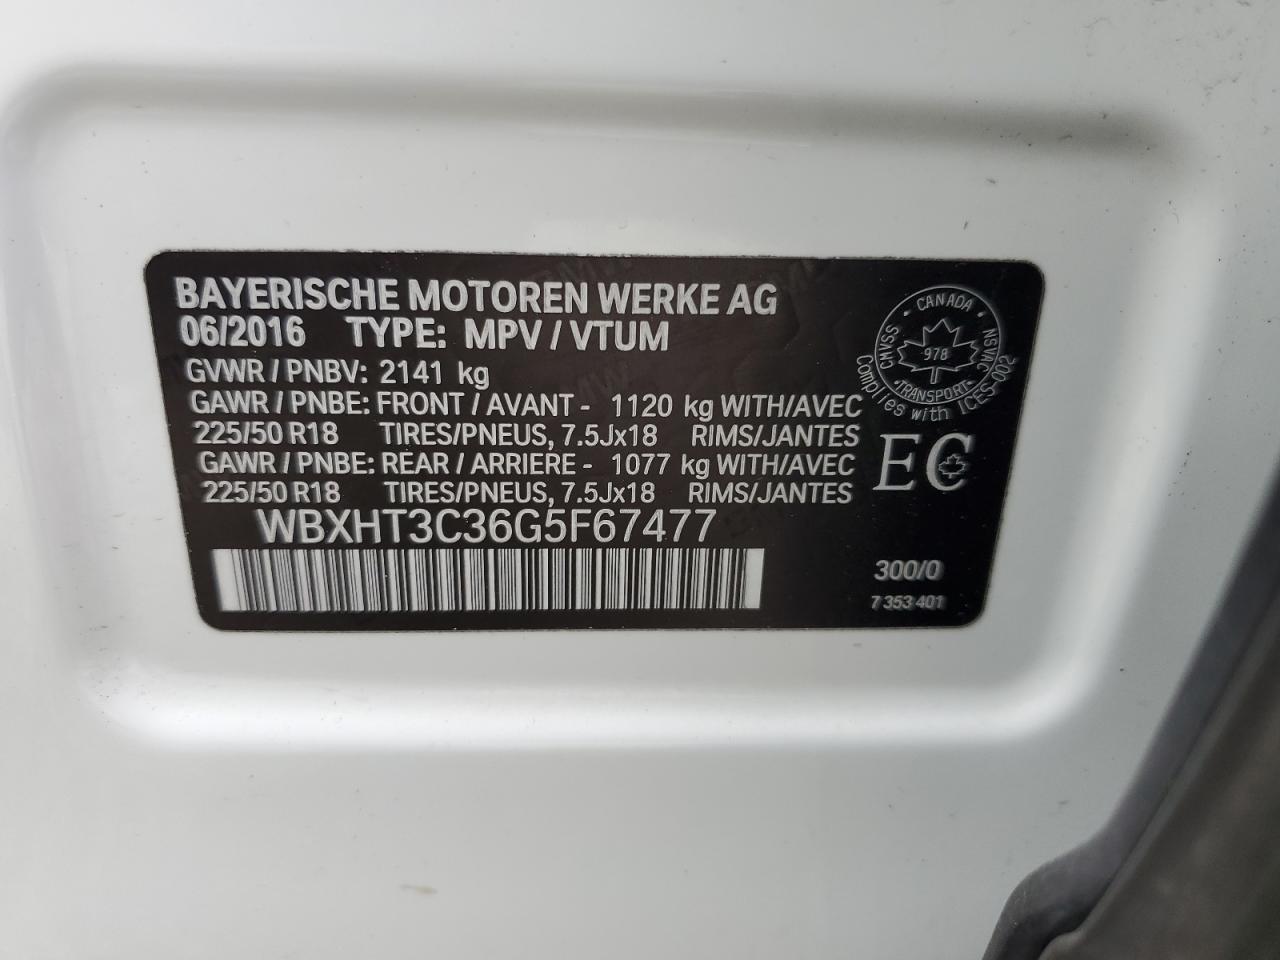 BAYERISCHE MOTOREN WERKE AG
06/2016 TYPE: MPV / VTUM
GVWR / PNBV: 2141 kg
GAWR / PNBE: FRONT / AVANT - 1120 kg WITH/AVEC
225/50 R18 TIRES/PNEUS, 7.5Jx18 RIMS/JANTES
GAWR / PNBE: REAR / ARRIERE - 1077 kg WITH/AVEC
225/50 R18 TIRES/PNEUS, 7.5Jx18 RIMS/JANTES
WBXHT3C36G5F67477
CANADA
CMVSS
NSVAC
978
TRANSPORT
Complies with ICES-002
EC
300/0
7 353 401